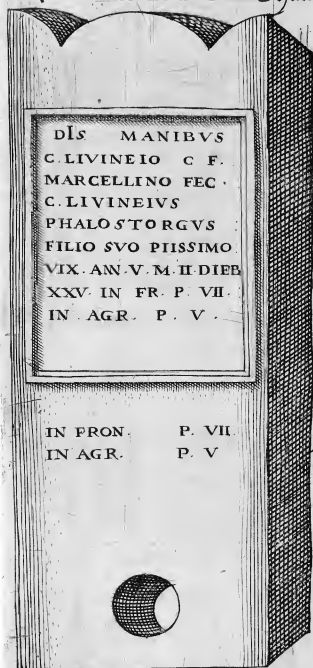 DIS MANIBVS
C. LIVINEIO C F.
MARCELLINO FEC.
C. LIVINEIVS
PHALOSTORGVS
FILIO SVO PIISSIMO
VIX. ANN. V. M. II. DIEB
XXV. IN FR. P. VII.
IN AGR. P. V.
IN FRON. P. VII.
IN AGR. P. V